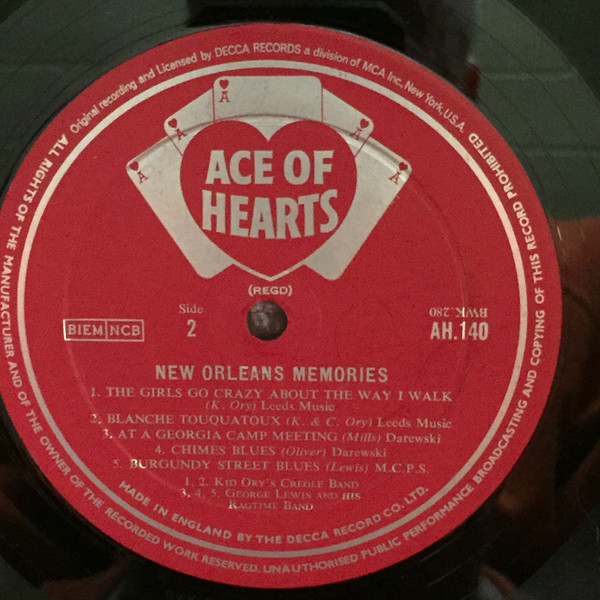 Original recording and Licensed by DECCA RECORDS a division of MCA Inc., New York, U.S.A.
A
A
A
A
A
ACE OF
HEARTS
(REGD)
Side
2
BIEM NCB
BWK.280
AH.140
NEW ORLEANS MEMORIES
1. THE GIRLS GO CRAZY ABOUT THE WAY I WALK
(K. Ory) Leeds Music
2. BLANCHE TOUQUATOUX (K. & C. Ory) Leeds Music
3. AT A GEORGIA CAMP MEETING (Mills) Darewski
4. CHIMES BLUES (Oliver) Darewski
5. BURGUNDY STREET BLUES (Lewis) M.C.P.S.
1, 2. KID ORY'S CREOLE BAND
3, 4, 5. GEORGE LEWIS AND HIS
RAGTIME BAND
MADE IN ENGLAND BY THE DECCA RECORD CO. LTD.
ALL RIGHTS OF THE MANUFACTURER AND OF THE OWNER OF THE RECORDED WORK RESERVED. UNAUTHORISED PUBLIC PERFORMANCE BROADCASTING AND COPYING OF THIS RECORD PROHIBITED